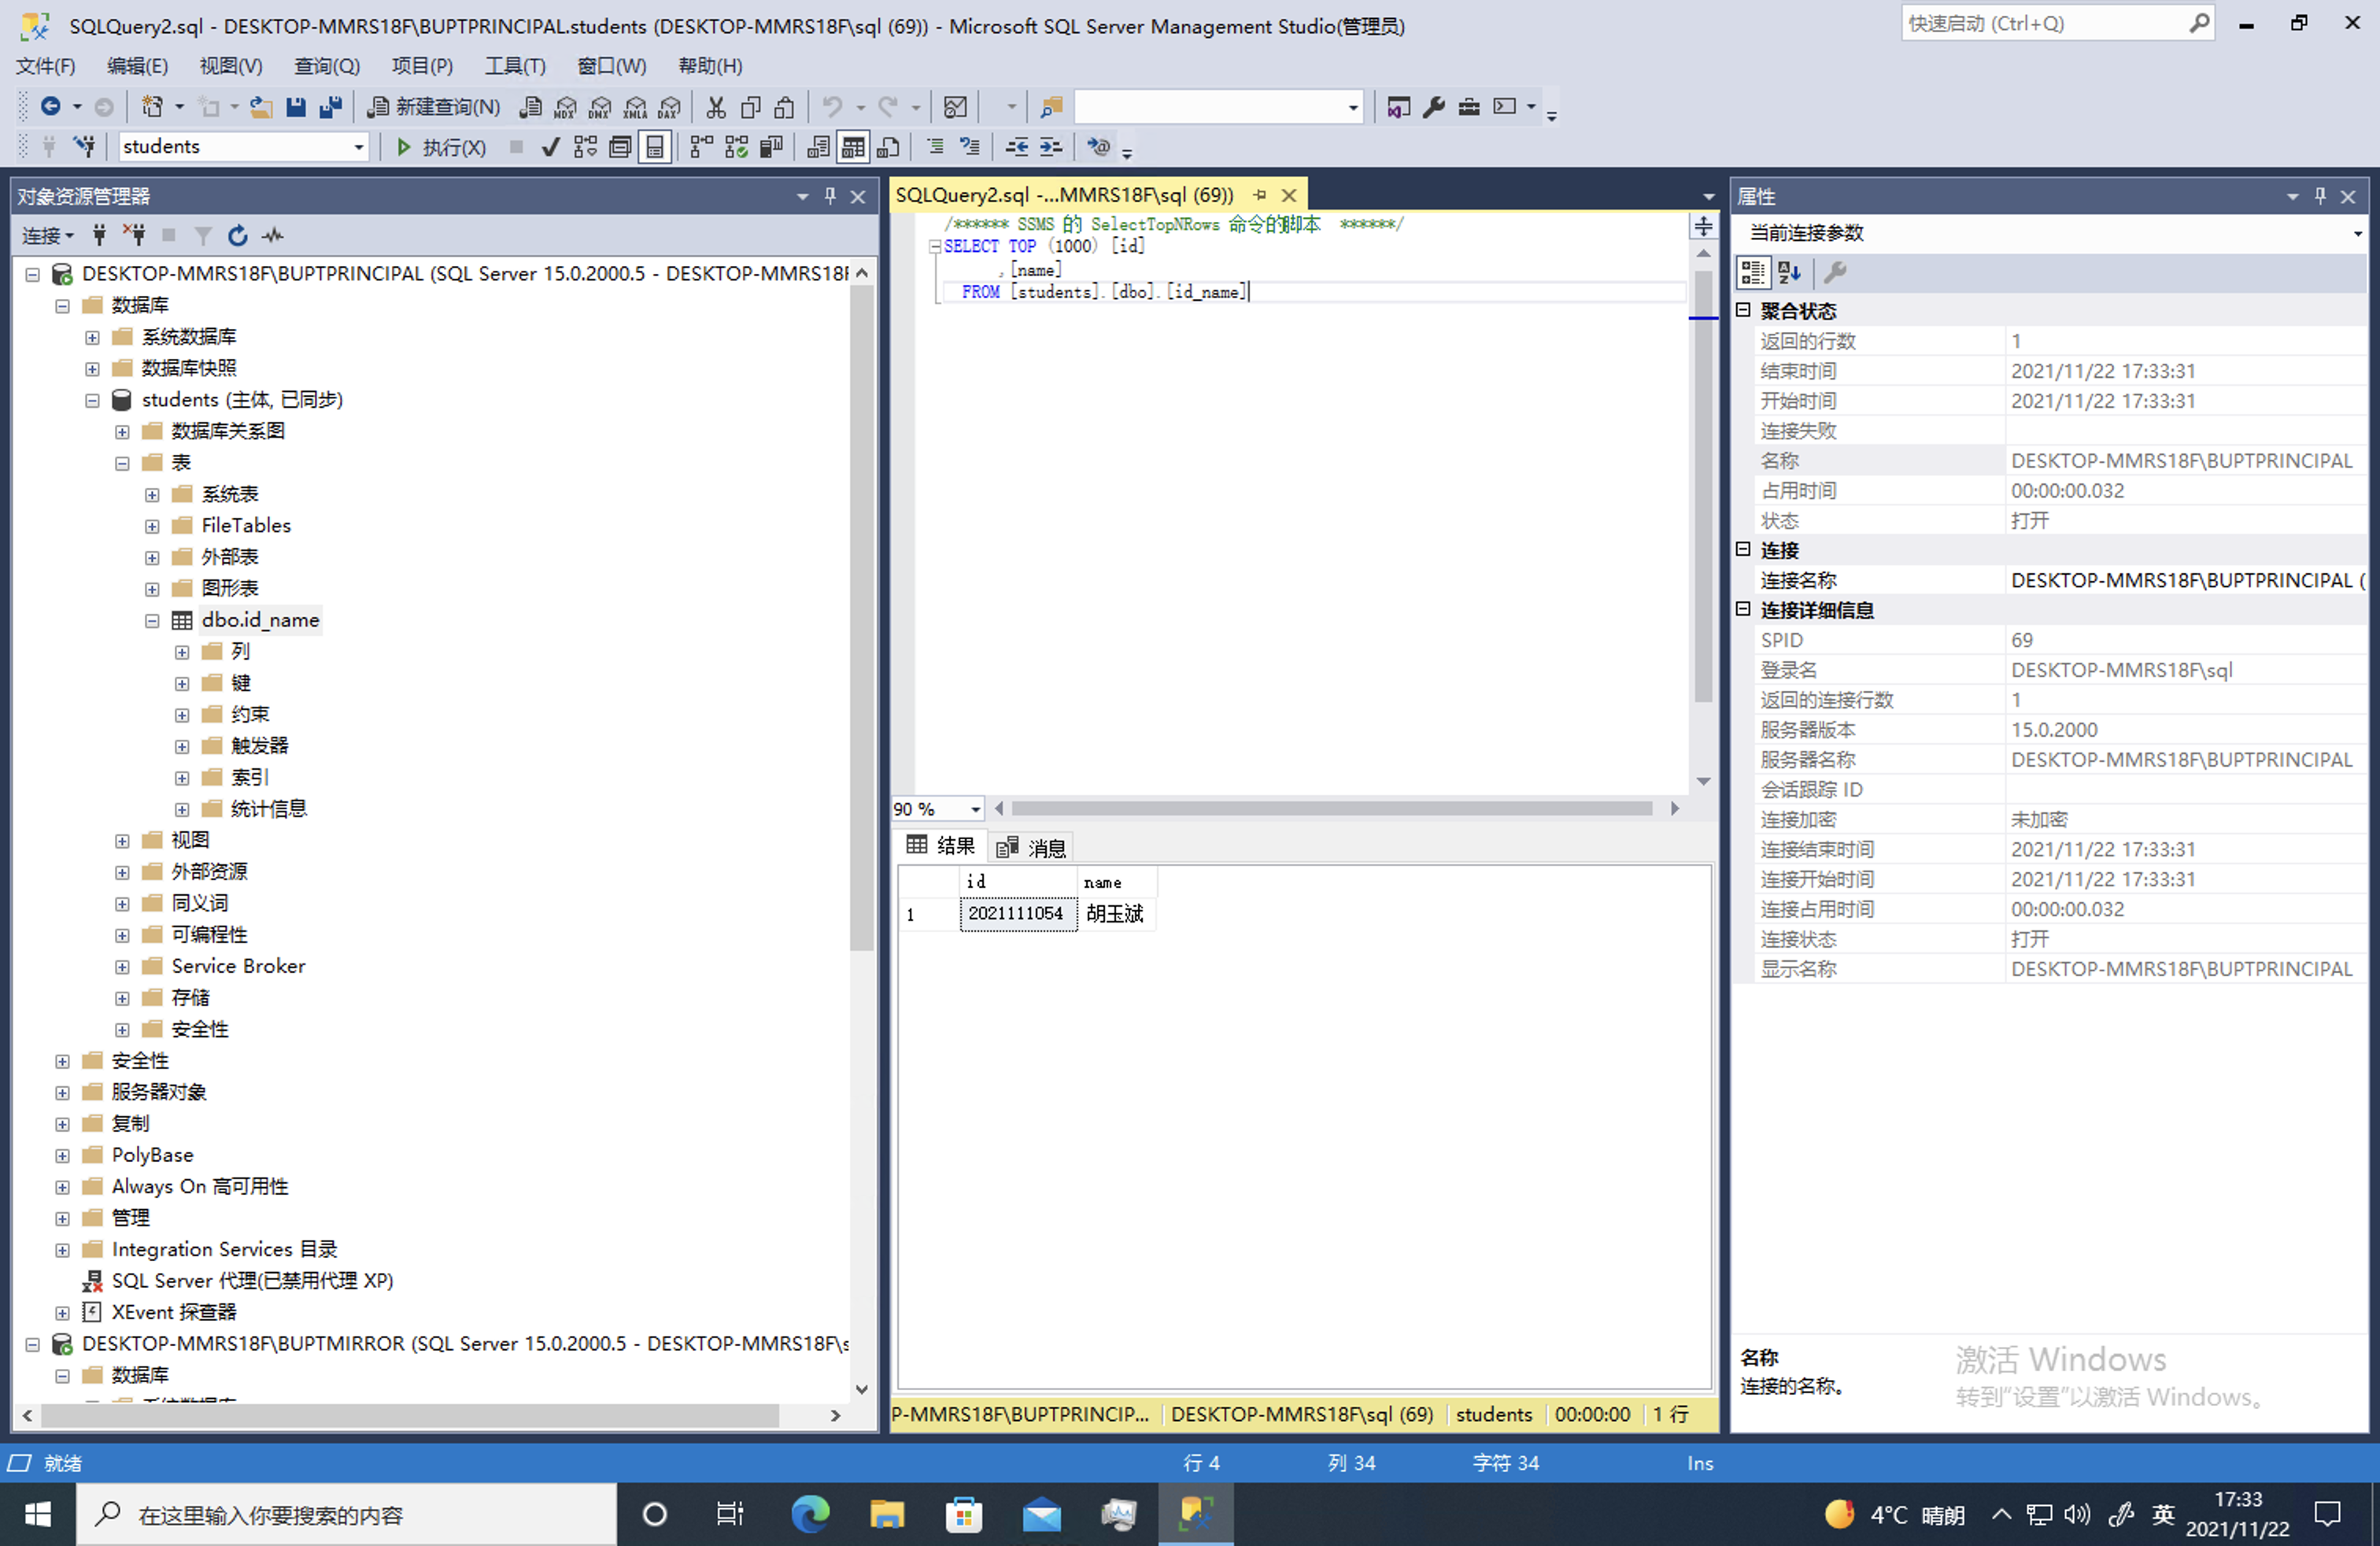 SQLQuery2.sql - DESKTOP-MMRS18F\BUPTPRINCIPAL.students (DESKTOP-MMRS18F\sql (69)) - Microsoft SQL Server Management Studio(管理员)
快速启动 (Ctrl+Q)
文件(F) 编辑(E) 视图(V) 查询(Q) 项目(P) 工具(T) 窗口(W) 帮助(H)
新建查询(N) MDX DMX XMLA DAX
students 执行(X)
对象资源管理器
连接
DESKTOP-MMRS18F\BUPTPRINCIPAL (SQL Server 15.0.2000.5 - DESKTOP-MMRS18F
数据库
系统数据库
数据库快照
students (主体, 已同步)
数据库关系图
表
系统表
FileTables
外部表
图形表
dbo.id_name
列
键
约束
触发器
索引
统计信息
视图
外部资源
同义词
可编程性
Service Broker
存储
安全性
安全性
服务器对象
复制
PolyBase
Always On 高可用性
管理
Integration Services 目录
SQL Server 代理(已禁用代理 XP)
XEvent 探查器
DESKTOP-MMRS18F\BUPTMIRROR (SQL Server 15.0.2000.5 - DESKTOP-MMRS18F\s
数据库
SQLQuery2.sql -...MMRS18F\sql (69))
/****** SSMS 的 SelectTopNRows 命令的脚本 ******/
SELECT TOP (1000) [id]
,[name]
FROM [students].[dbo].[id_name]
90 %
结果 消息
id name
1 2021111054 胡玉斌
P-MMRS18F\BUPTPRINCIP... DESKTOP-MMRS18F\sql (69) students 00:00:00 1 行
属性
当前连接参数
聚合状态
返回的行数 1
结束时间 2021/11/22 17:33:31
开始时间 2021/11/22 17:33:31
连接失败
名称 DESKTOP-MMRS18F\BUPTPRINCIPAL
占用时间 00:00:00.032
状态 打开
连接
连接名称 DESKTOP-MMRS18F\BUPTPRINCIPAL (
连接详细信息
SPID 69
登录名 DESKTOP-MMRS18F\sql
返回的连接行数 1
服务器版本 15.0.2000
服务器名称 DESKTOP-MMRS18F\BUPTPRINCIPAL
会话跟踪 ID
连接加密 未加密
连接结束时间 2021/11/22 17:33:31
连接开始时间 2021/11/22 17:33:31
连接占用时间 00:00:00.032
连接状态 打开
显示名称 DESKTOP-MMRS18F\BUPTPRINCIPAL
名称
连接的名称。
激活 Windows
转到“设置”以激活 Windows。
就绪 行 4 列 34 字符 34 Ins
在这里输入你要搜索的内容
4°C 晴朗 英
17:33
2021/11/22